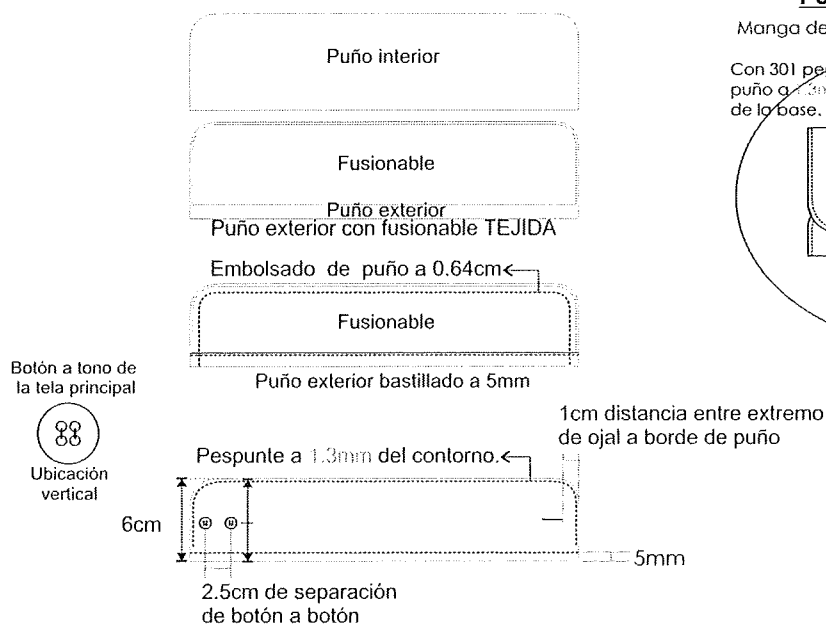 Puño interior
Manga de
Con 301 pe
puño a 1.3m
de la base.
Fusionable
Puño exterior
Puño exterior con fusionable TEJIDA
Embolsado de puño a 0.64cm
Fusionable
Puño exterior bastillado a 5mm
Botón a tono de
la tela principal
Ubicación
vertical
1cm distancia entre extremo
de ojal a borde de puño
Pespunte a 1.3mm del contorno.
6cm
5mm
2.5cm de separación
de botón a botón